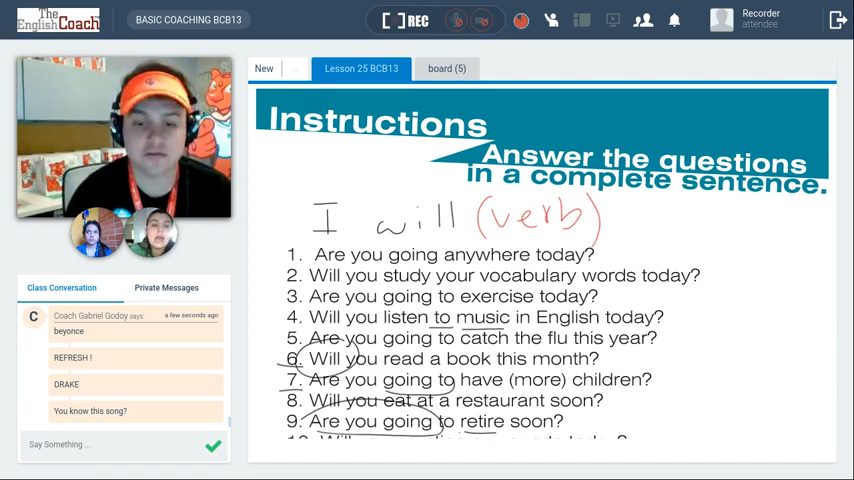 The
EnglishCoach
BASIC COACHING BCB13
REC
Recorder
attendee
New
Lesson 25 BCB13
board (5)
Instructions
Answer the questions
in a complete sentence.
I will (verb)
1. Are you going anywhere today?
2. Will you study your vocabulary words today?
3. Are you going to exercise today?
4. Will you listen to music in English today?
5. Are you going to catch the flu this year?
6. Will you read a book this month?
7. Are you going to have (more) children?
8. Will you eat at a restaurant soon?
9. Are you going to retire soon?
Class Conversation
Private Messages
C
Coach Gabriel Godoy says:
a few seconds ago
beyonce
REFRESH !
DRAKE
You know this song?
Say Something ...